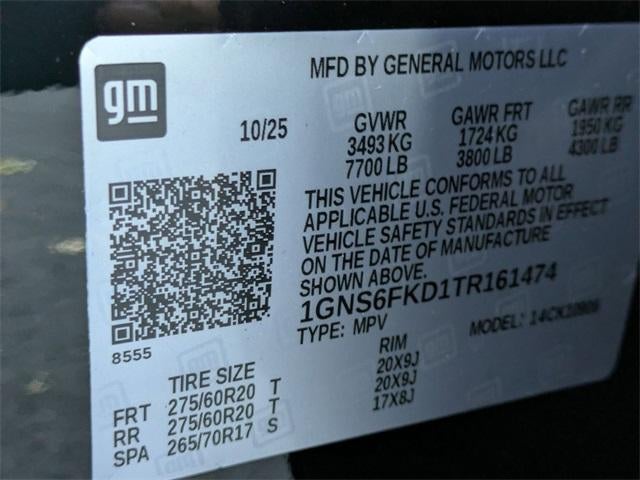 gm
MFD BY GENERAL MOTORS LLC
10/25
GVWR GAWR FRT GAWR RR
3493 KG 1724 KG 1950 KG
7700 LB 3800 LB 4300 LB
THIS VEHICLE CONFORMS TO ALL
APPLICABLE U.S. FEDERAL MOTOR
VEHICLE SAFETY STANDARDS IN EFFECT
ON THE DATE OF MANUFACTURE
SHOWN ABOVE.
1GNS6FKD1TR161474
TYPE: MPV MODEL:
8555
TIRE SIZE RIM
FRT 275/60R20 T 20X9J
RR 275/60R20 T 20X9J
SPA 265/70R17 S 17X8J